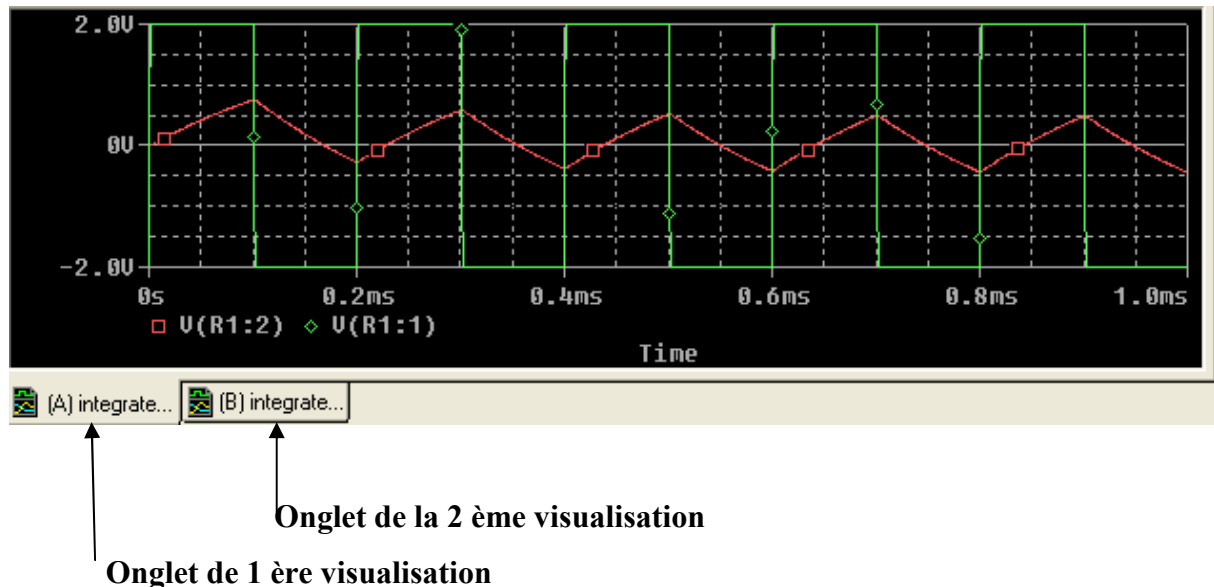 2.0V
0V
-2.0V
0s 0.2ms 0.4ms 0.6ms 0.8ms 1.0ms
V(R1:2) V(R1:1)
Time
(A) integrate... (B) integrate...
Onglet de la 2 ème visualisation
Onglet de 1 ère visualisation